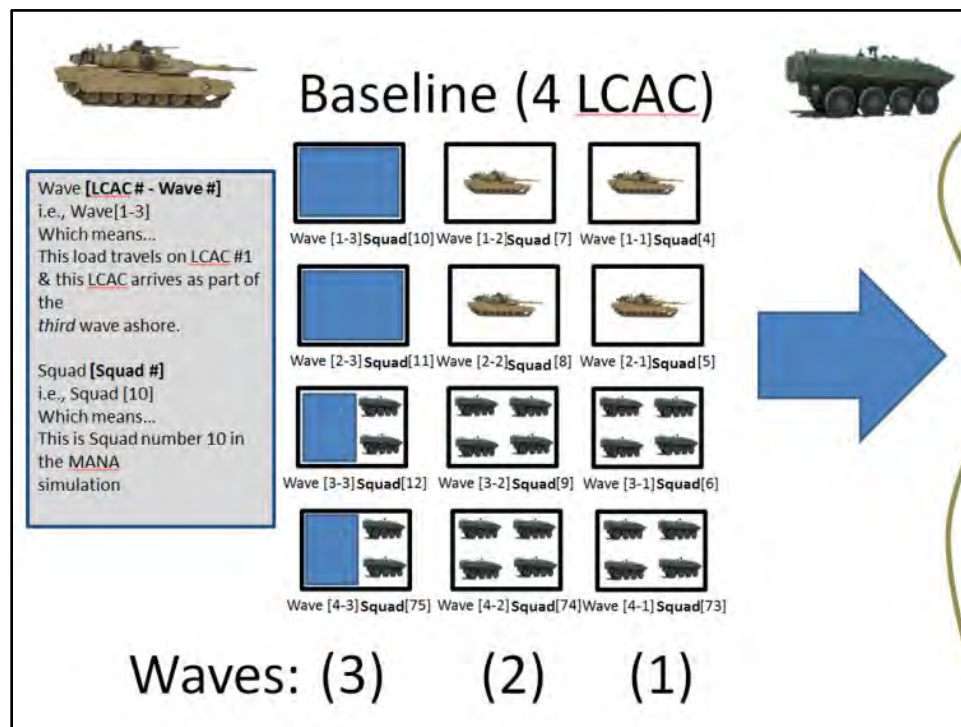 Baseline (4 LCAC)
Wave [LCAC # - Wave #]
i.e., Wave[1-3]
Which means...
This load travels on LCAC #1
& this LCAC arrives as part of
the
third wave ashore.
Squad [Squad #]
i.e., Squad [10]
Which means...
This is Squad number 10 in
the MANA
simulation
Wave [1-3]Squad[10] Wave [1-2]Squad [7] Wave [1-1] Squad[4]
Wave [2-3]Squad[11] Wave [2-2]Squad [8] Wave [2-1] Squad[5]
Wave [3-3]Squad[12] Wave [3-2]Squad[9] Wave [3-1] Squad[6]
Wave [4-3]Squad[75] Wave [4-2]Squad[74] Wave [4-1] Squad[73]
Waves: (3) (2) (1)